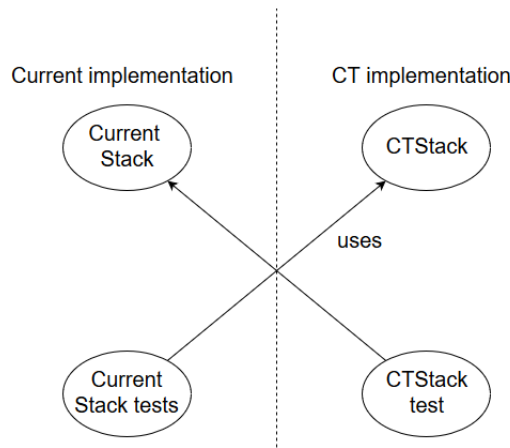 Current implementation
CT implementation
Current
Stack
CTStack
uses
Current
Stack tests
CTStack
test